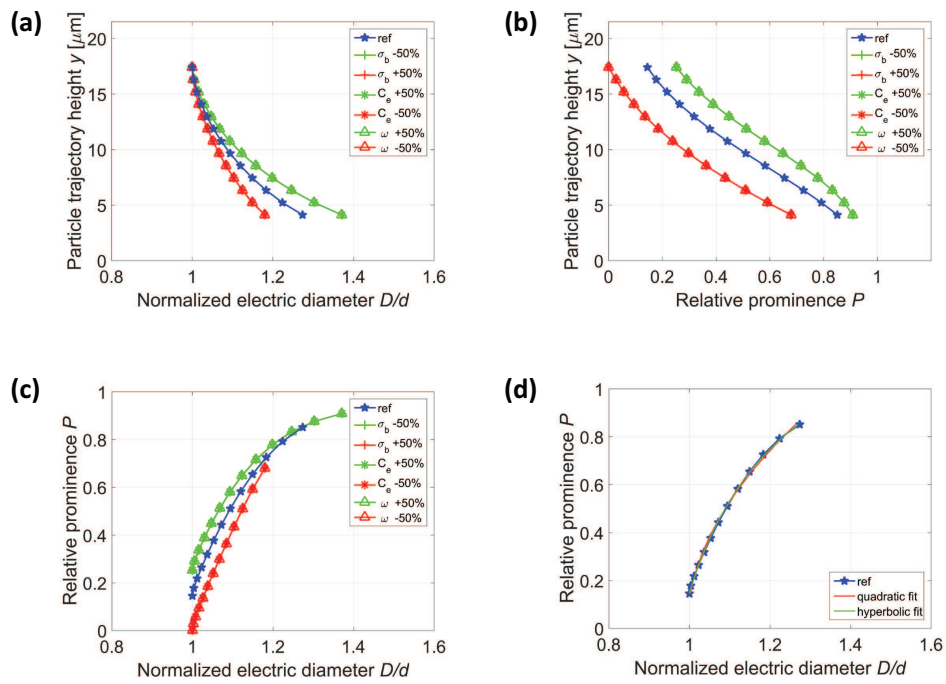 (a)
Particle trajectory height y [μm]
20
15
10
5
0
0.8 1 1.2 1.4 1.6
Normalized electric diameter D/d
ref
σb -50%
σb +50%
Ce +50%
Ce -50%
ω +50%
ω -50%
(b)
Particle trajectory height y [μm]
20
15
10
5
0
0 0.2 0.4 0.6 0.8 1
Relative prominence P
ref
σb -50%
σb +50%
Ce +50%
Ce -50%
ω +50%
ω -50%
(c)
Relative prominence P
1
0.8
0.6
0.4
0.2
0
0.8 1 1.2 1.4 1.6
Normalized electric diameter D/d
ref
σb -50%
σb +50%
Ce +50%
Ce -50%
ω +50%
ω -50%
(d)
Relative prominence P
1
0.8
0.6
0.4
0.2
0
0.8 1 1.2 1.4 1.6
Normalized electric diameter D/d
ref
quadratic fit
hyperbolic fit